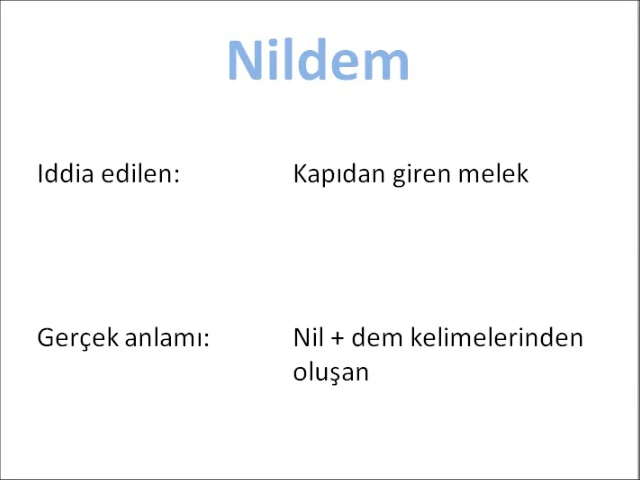 Nildem
Iddia edilen: Kapıdan giren melek
Gerçek anlamı: Nil + dem kelimelerinden
oluşan